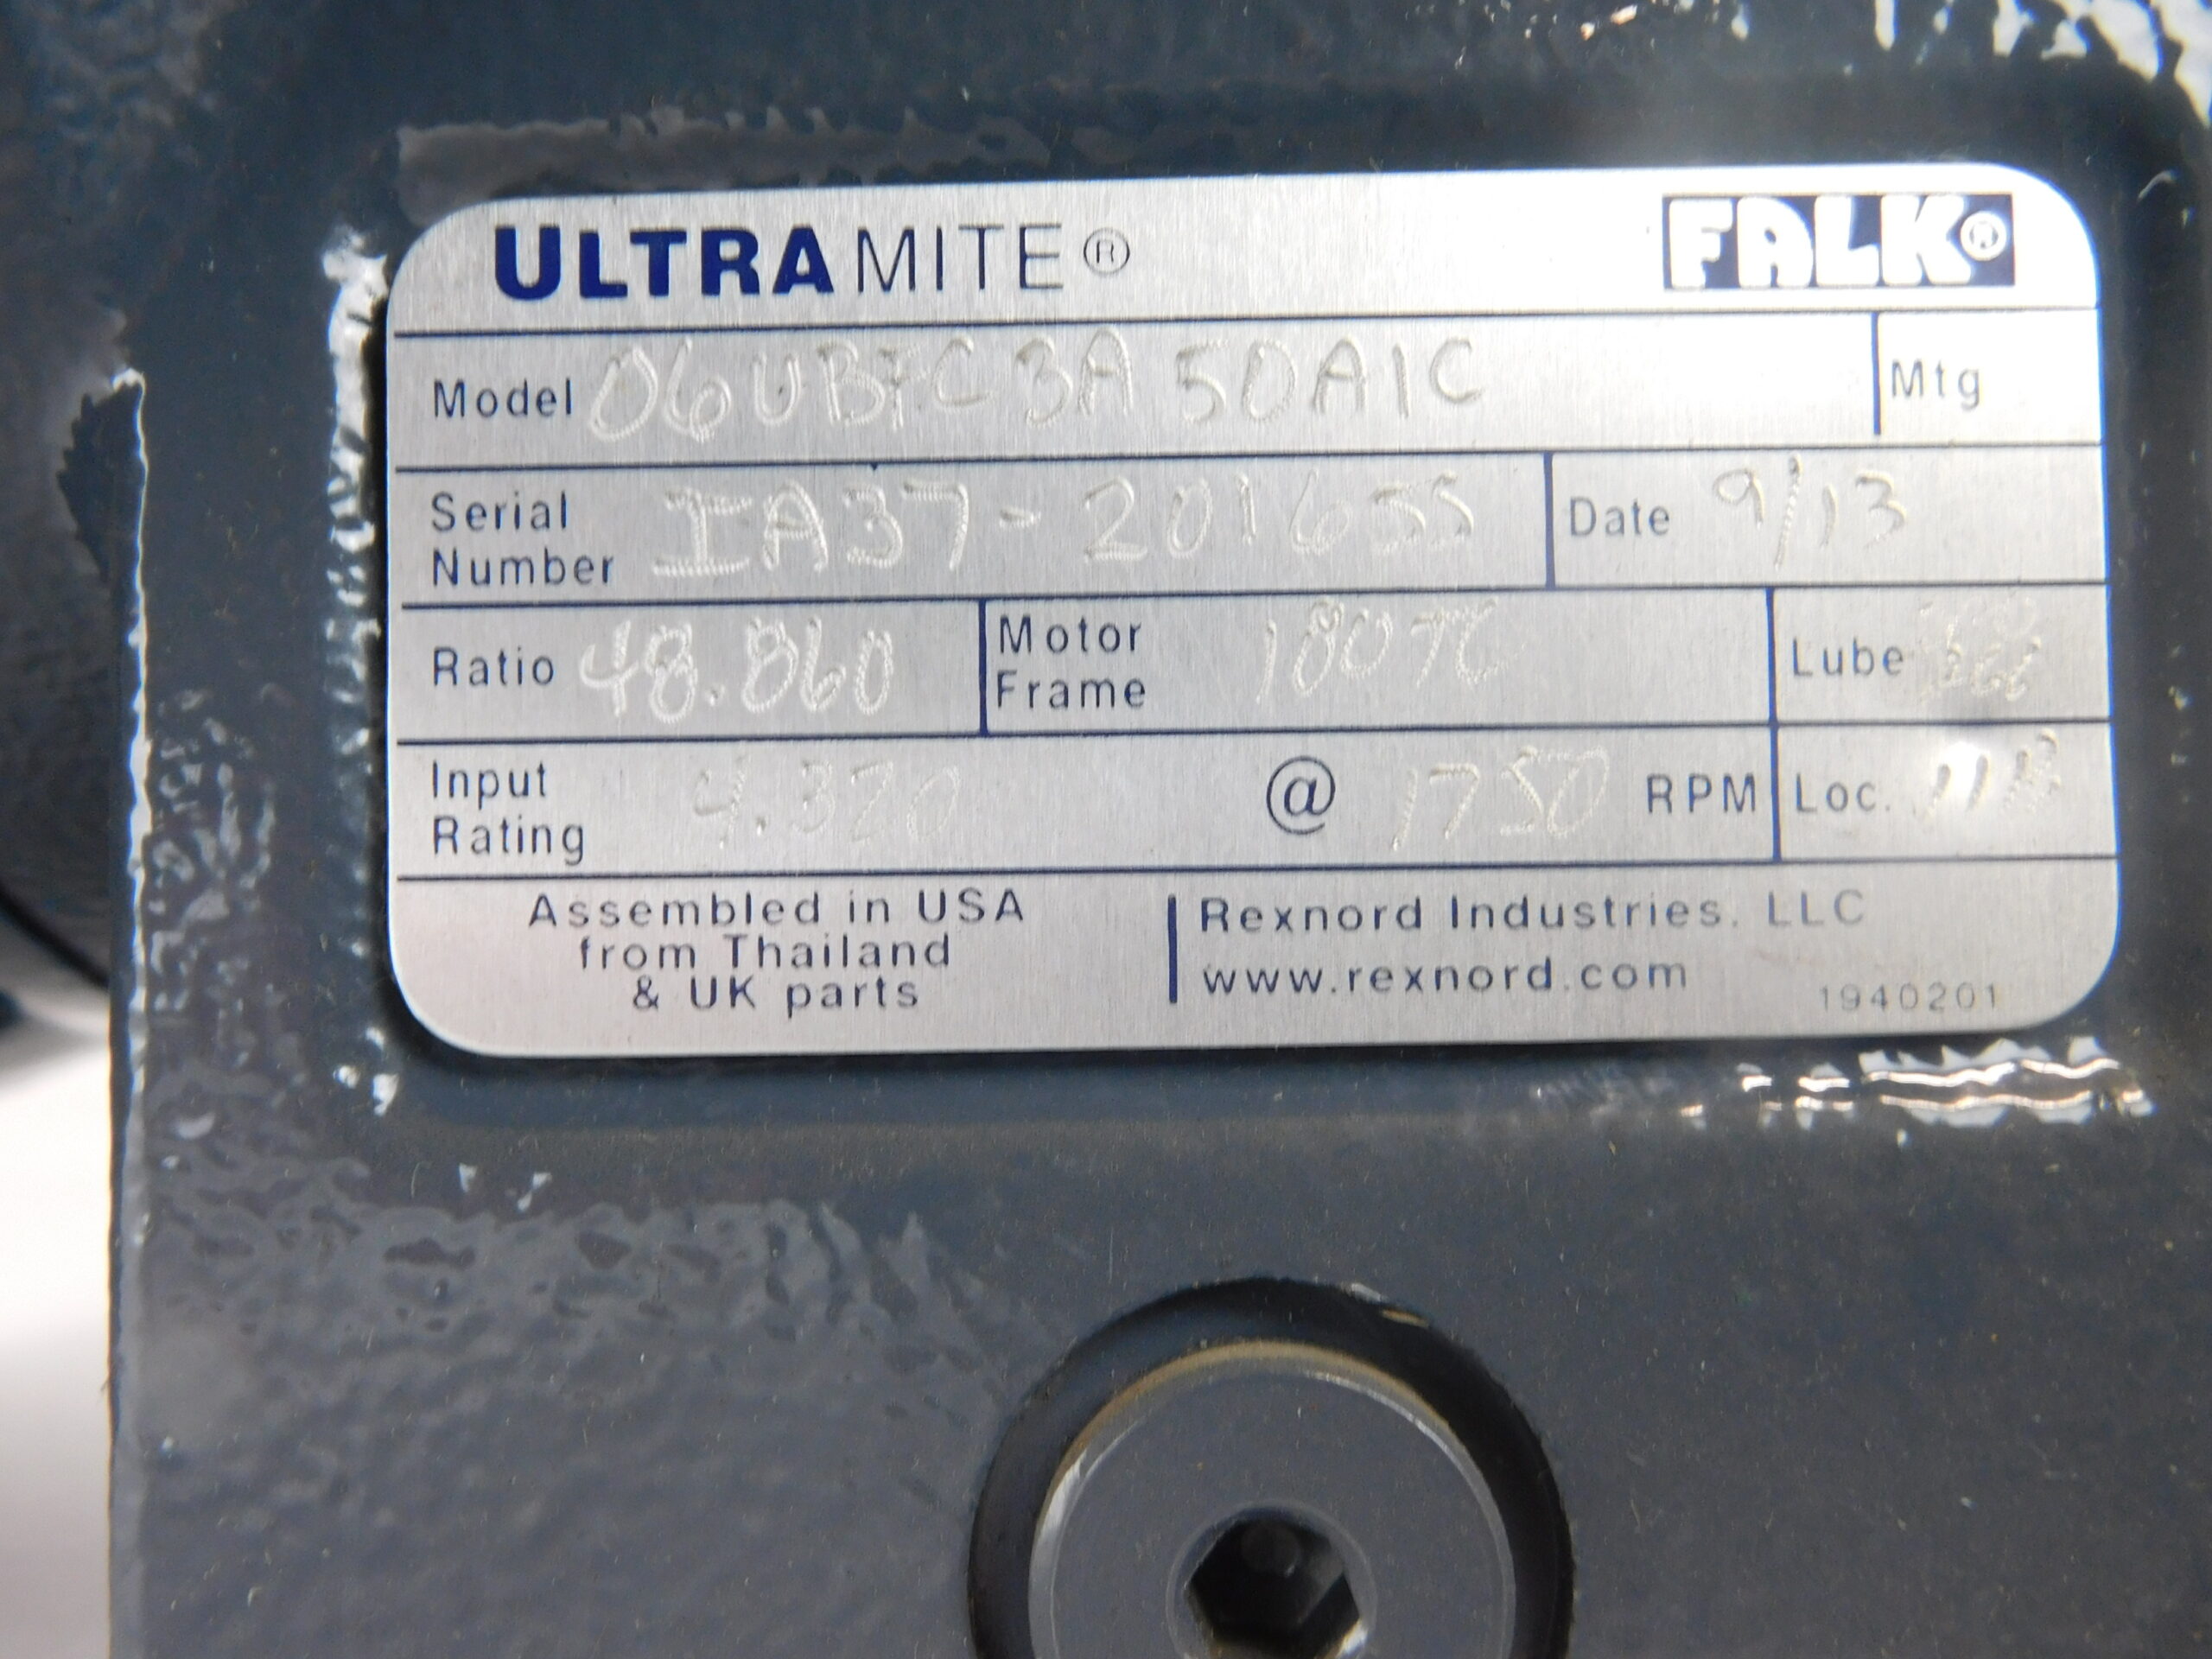 ULTRAMITE® FALK®
Model 06UBFC3A50A1C Mtg
Serial Number IA37-201655 Date 9/13
Ratio 48.860 Motor Frame 180TC Lube
Input Rating 4.320 @ 1750 RPM Loc.
Assembled in USA
from Thailand
& UK parts
Rexnord Industries, LLC
www.rexnord.com
1940201